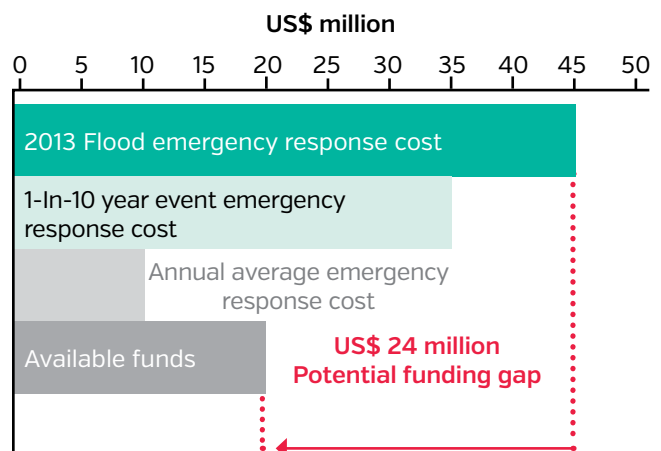 US$ million
0 5 10 15 20 25 30 35 40 45 50
2013 Flood emergency response cost
1-In-10 year event emergency
response cost
Annual average emergency
response cost
Available funds
US$ 24 million
Potential funding gap